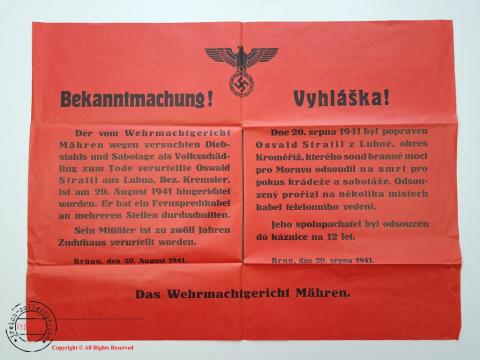 Bekanntmachung!
Der vom Wehrmachtgericht
Mähren wegen versuchten Dieb-
stahls und Sabotage als Volksschäd-
ling zum Tode verurteilte Oswald
Stratil aus Lubna, Bez. Kremsier,
ist am 20. August 1941 hingerichtet
worden. Er hat ein Fernsprechkabel
an mehreren Stellen durchschnitten.
Sein Mittäter ist zu zwölf Jahren
Zuchthaus verurteilt worden.
Brünn, den 20. August 1941.
Vyhláška!
Dne 20. srpna 1941 byl popraven
Osvald Stratil z Lubné, okres
Kroměříž, kterého soud branné moci
pro Moravu odsoudil na smrt pro
pokus krádeže a sabotáže. Odsou-
zený prořízl na několika místech
kabel telefonního vedení.
Jeho spolupachatel byl odsouzen
do káznice na 12 let.
Brno, dne 20. srpna 1941.
Das Wehrmachtgericht Mähren.
Copyright © All Rights Reserved